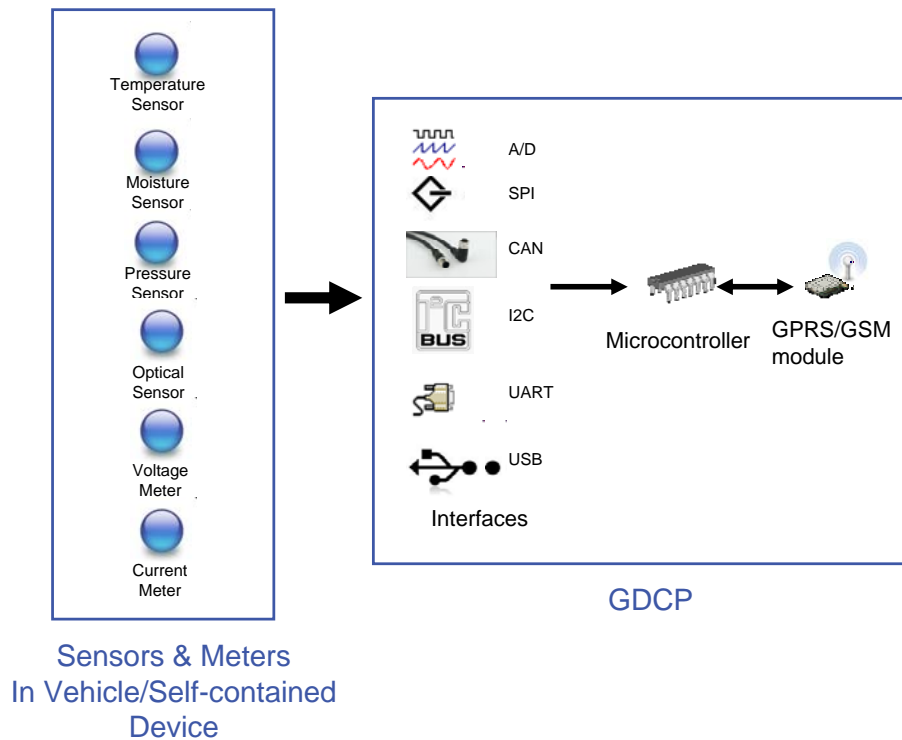 Temperature
Sensor
Moisture
Sensor
Pressure
Sensor
Optical
Sensor
Voltage
Meter
Current
Meter
Sensors & Meters
In Vehicle/Self-contained
Device
A/D
SPI
CAN
I2C
I²C
BUS
UART
USB
Interfaces
Microcontroller
GPRS/GSM
module
GDCP